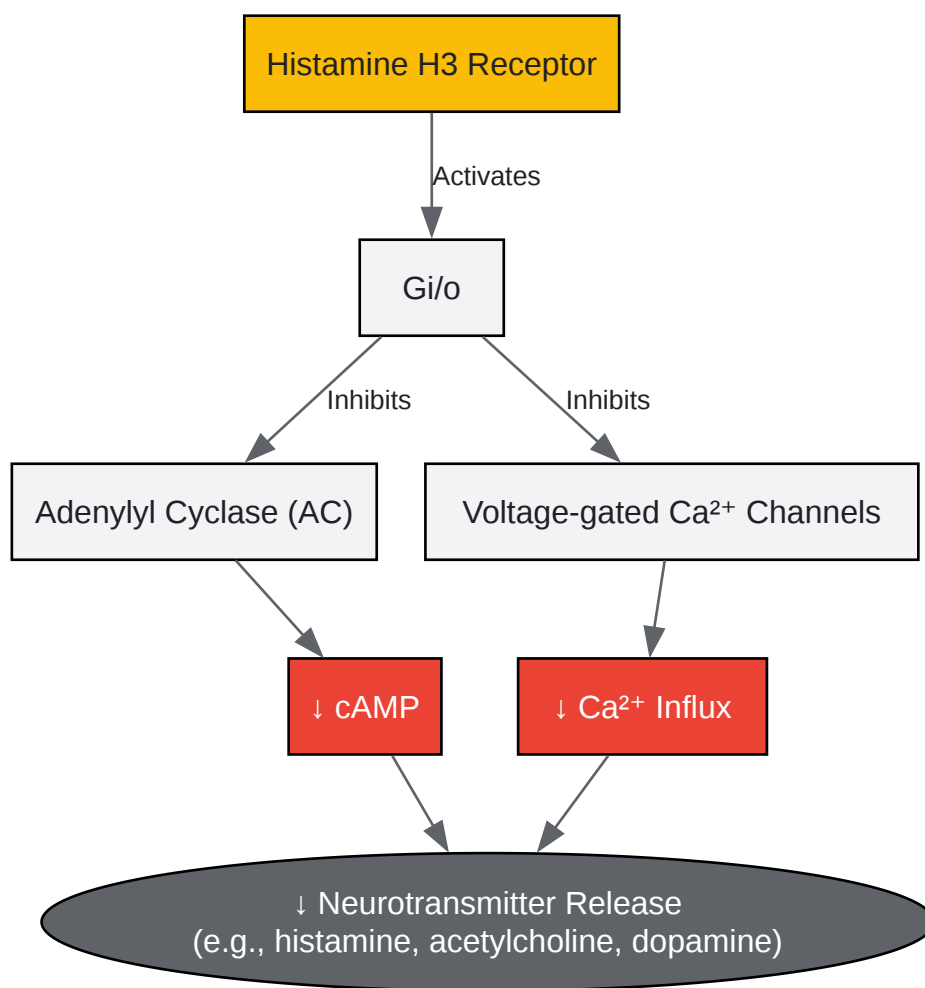 Histamine H3 Receptor
Activates
Gi/o
Inhibits
Inhibits
Adenylyl Cyclase (AC)
Voltage-gated Ca²⁺ Channels
↓ cAMP
↓ Ca²⁺ Influx
↓ Neurotransmitter Release
(e.g., histamine, acetylcholine, dopamine)